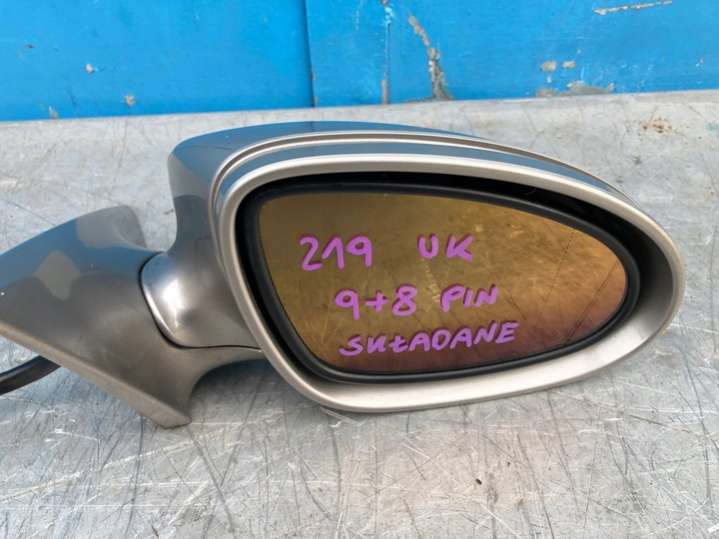 219 UK
9+8 PIN
SKŁADANE